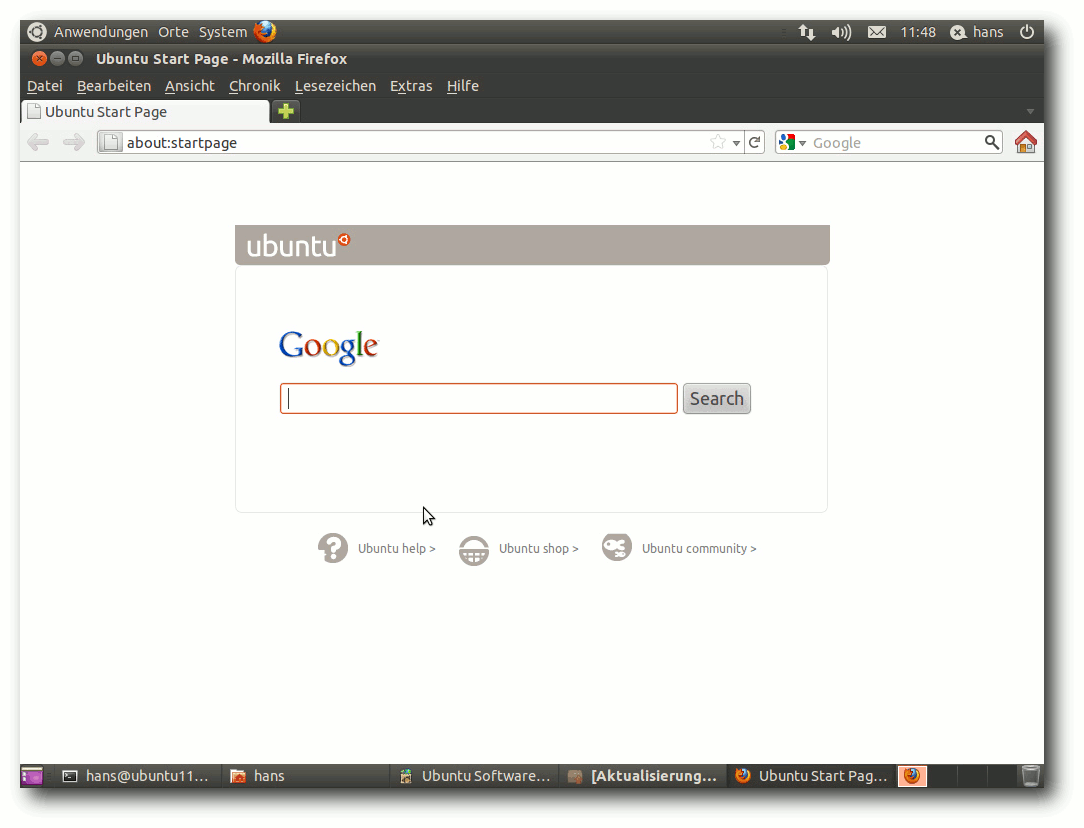 Anwendungen Orte System 11:48 hans
Ubuntu Start Page - Mozilla Firefox
Datei Bearbeiten Ansicht Chronik Lesezeichen Extras Hilfe
Ubuntu Start Page
about:startpage Google
ubuntu
Google
Search
Ubuntu help > Ubuntu shop > Ubuntu community >
hans@ubuntu11... hans Ubuntu Software... [Aktualisierung... Ubuntu Start Pag...